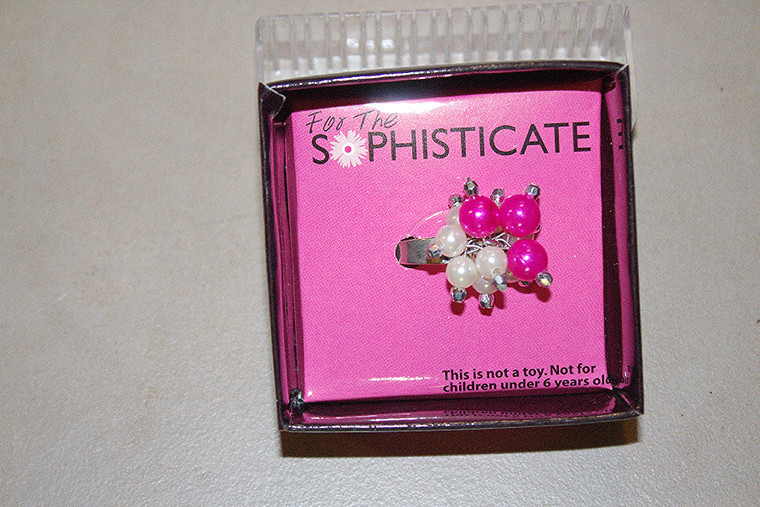 For The
SOPHISTICATE
This is not a toy. Not for
children under 6 years old